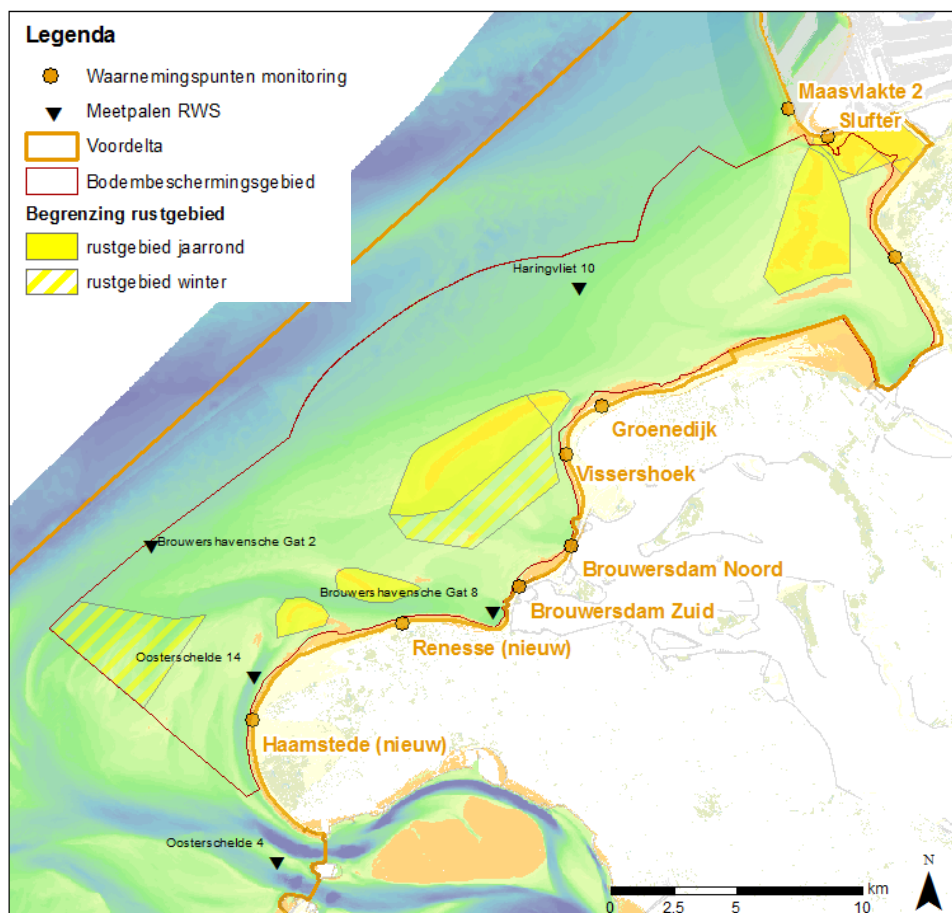 Legenda
Waarnemingspunten monitoring
Meetpalen RWS
Voordelta
Bodembeschermingsgebied
Begrenzing rustgebied
rustgebied jaarrond
rustgebied winter
Maasvlakte 2
Slufter
Haringvliet 10
Groenedijk
Vissershoek
Brouwershavensche Gat 2
Brouwersdam Noord
Brouwershavensche Gat 8
Brouwersdam Zuid
Renesse (nieuw)
Oosterschelde 14
Haamstede (nieuw)
Oosterschelde 4
N
km
0 2,5 5 10